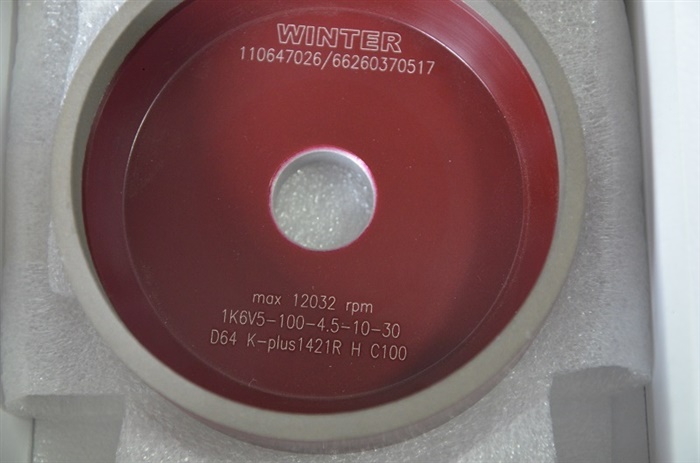 WINTER
110647026/66260370517
max 12032 rpm
1K6V5-100-4.5-10-30
D64 K-plus1421R H C100